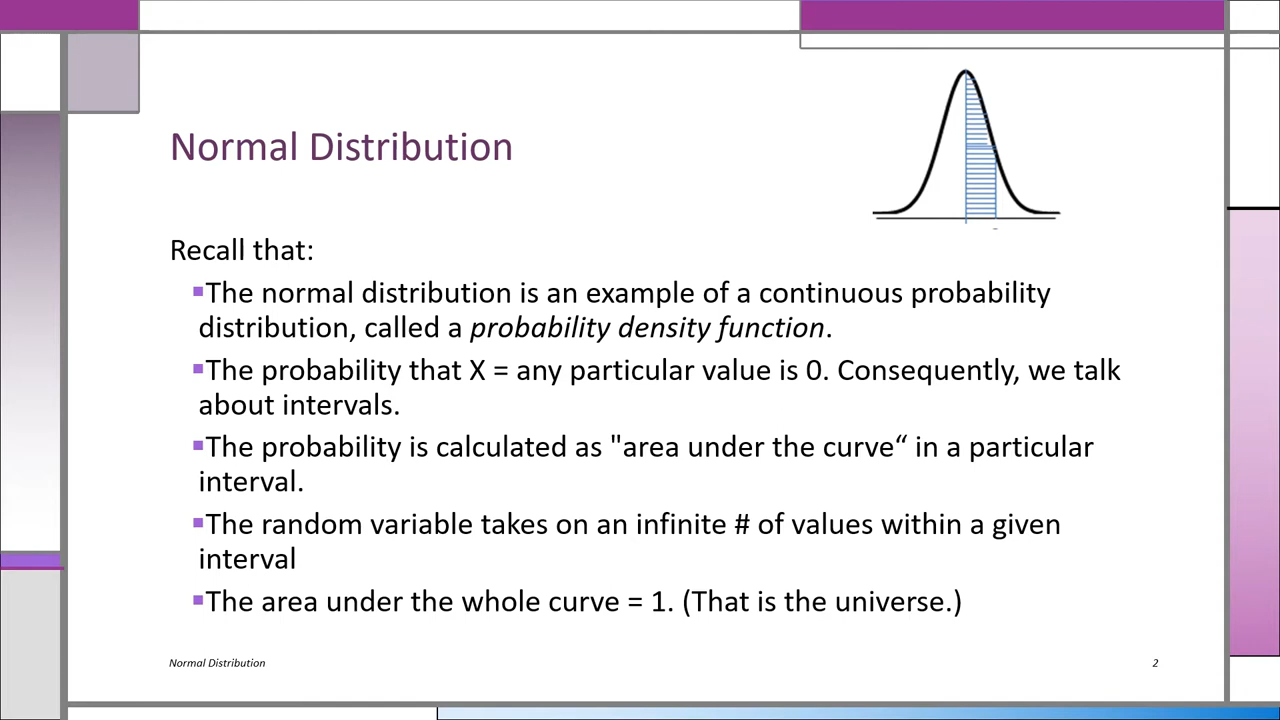 Normal Distribution
Recall that:
▪The normal distribution is an example of a continuous probability
distribution, called a probability density function.
▪The probability that X = any particular value is 0. Consequently, we talk
about intervals.
▪The probability is calculated as "area under the curve“ in a particular
interval.
▪The random variable takes on an infinite # of values within a given
interval
▪The area under the whole curve = 1. (That is the universe.)
Normal Distribution
2